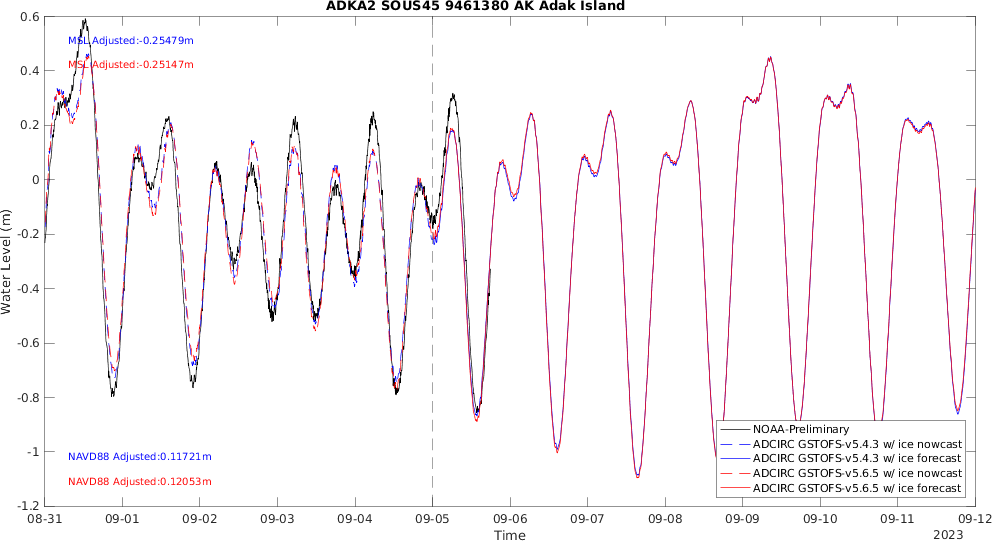 ADKA2 SOUS45 9461380 AK Adak Island
MSL Adjusted:-0.25479m
MSL Adjusted:-0.25147m
NAVD88 Adjusted:0.11721m
NAVD88 Adjusted:0.12053m
Water Level (m)
0.6
0.4
0.2
0
-0.2
-0.4
-0.6
-0.8
-1
-1.2
NOAA-Preliminary
ADCIRC GSTOFS-v5.4.3 w/ ice nowcast
ADCIRC GSTOFS-v5.4.3 w/ ice forecast
ADCIRC GSTOFS-v5.6.5 w/ ice nowcast
ADCIRC GSTOFS-v5.6.5 w/ ice forecast
08-31 09-01 09-02 09-03 09-04 09-05 09-06 09-07 09-08 09-09 09-10 09-11 09-12
Time
2023